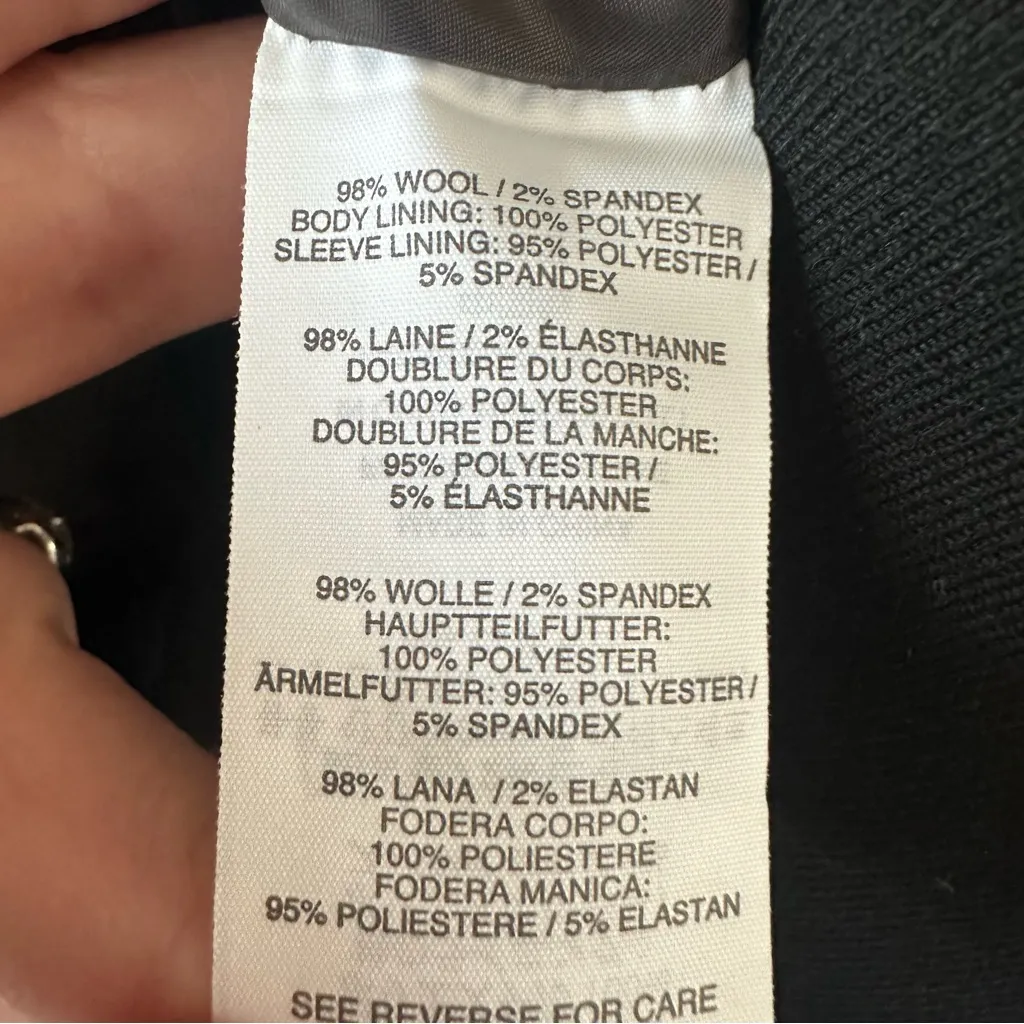 98% WOOL / 2% SPANDEX
BODY LINING: 100% POLYESTER
SLEEVE LINING: 95% POLYESTER /
5% SPANDEX
98% LAINE / 2% ÉLASTHANNE
DOUBLURE DU CORPS:
100% POLYESTER
DOUBLURE DE LA MANCHE:
95% POLYESTER /
5% ÉLASTHANNE
98% WOLLE / 2% SPANDEX
HAUPTTEILFUTTER:
100% POLYESTER
ÄRMELFUTTER: 95% POLYESTER /
5% SPANDEX
98% LANA / 2% ELASTAN
FODERA CORPO:
100% POLIESTERE
FODERA MANICA:
95% POLIESTERE / 5% ELASTAN
SEE REVERSE FOR CARE